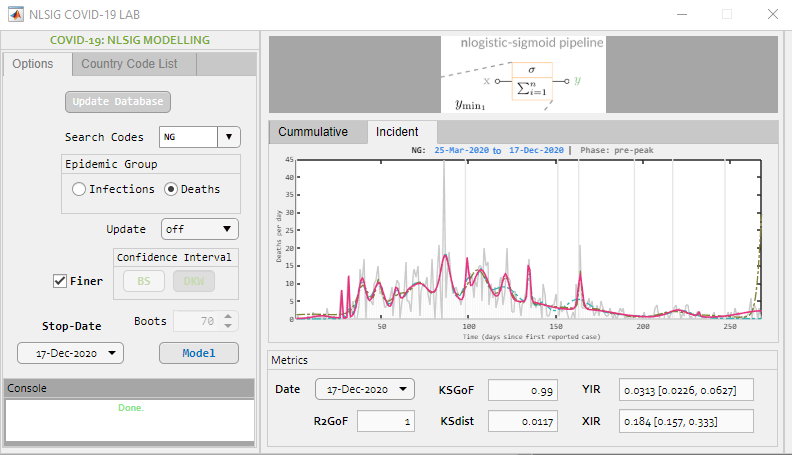 NLSIG COVID-19 LAB
COVID-19: NLSIG MODELLING
Options
Country Code List
Update Database
Search Codes
NG
Epidemic Group
Infections
Deaths
Update
off
Confidence Interval
Finer
BS
DKW
Stop-Date
Boots
70
17-Dec-2020
Model
Console
Done.
nlogistic-sigmoid pipeline
σ
x
∑ⁿᵢ₌₁
y
yₘᵢₙ₁
Cummulative
Incident
NG: 25-Mar-2020 to 17-Dec-2020 | Phase: pre-peak
45
40
35
30
25
20
15
10
5
0
Deaths per day
50
100
150
200
250
Time (days since first reported case)
Metrics
Date
17-Dec-2020
KSGoF
0.99
YIR
0.0313 [0.0226, 0.0627]
R2GoF
1
KSdist
0.0117
XIR
0.184 [0.157, 0.333]